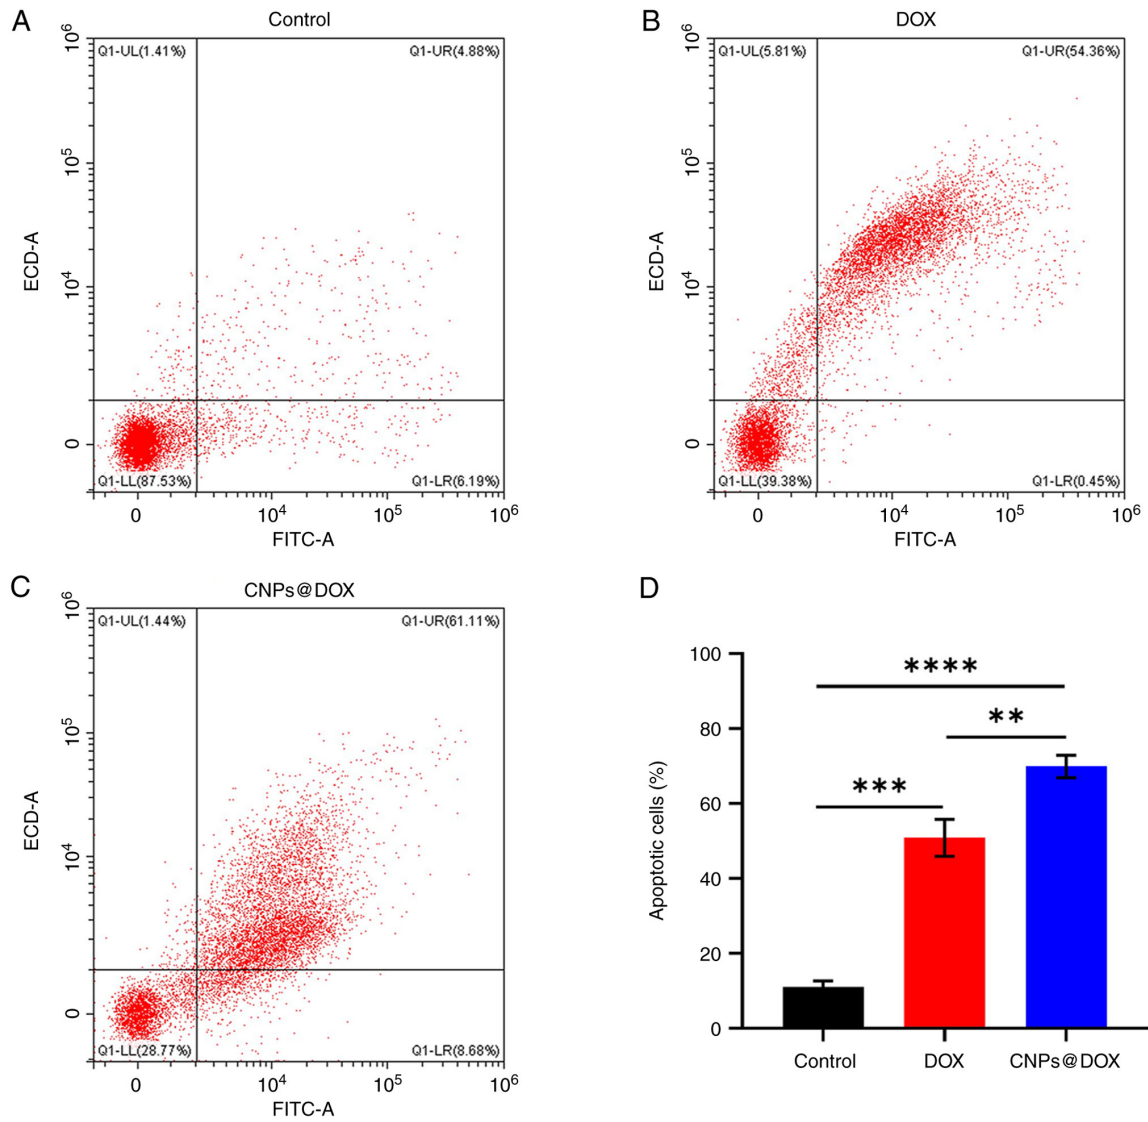 A
Control
Q1-UL(1.41%)
Q1-UR(4.88%)
10^6
10^5
10^4
0
ECD-A
Q1-LL(87.53%)
Q1-LR(6.19%)
0
10^4
10^5
10^6
FITC-A
B
DOX
Q1-UL(5.81%)
Q1-UR(54.36%)
10^6
10^5
10^4
0
ECD-A
Q1-LL(39.38%)
Q1-LR(0.45%)
0
10^4
10^5
10^6
FITC-A
C
CNPs@DOX
Q1-UL(1.44%)
Q1-UR(61.11%)
10^6
10^5
10^4
0
ECD-A
Q1-LL(28.77%)
Q1-LR(8.68%)
0
10^4
10^5
10^6
FITC-A
D
100
80
60
40
20
0
Apoptotic cells (%)
****
**
***
Control
DOX
CNPs@DOX